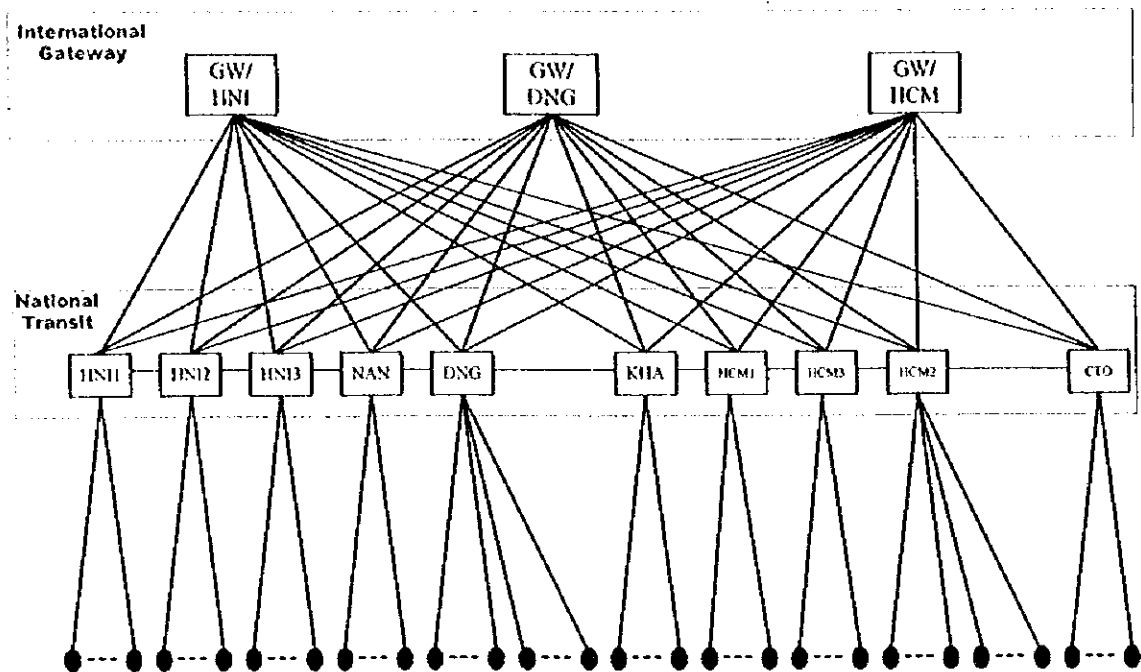 International
Gateway
GW/
HNI
GW/
DNG
GW/
HCM
National
Transit
HNI1
HNI2
HNI3
NAN
DNG
KHA
HCM1
HCM3
HCM2
CTO